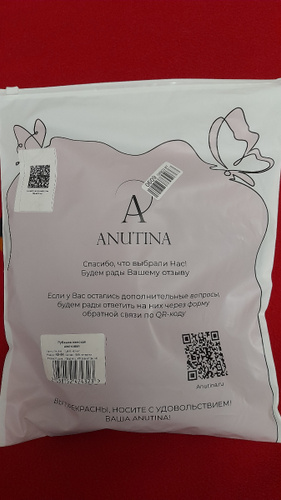 0690
A
ANUTINA
Спасибо, что выбрали Нас!
Будем рады Вашему отзыву
Если у Вас остались дополнительные вопросы,
будем рады ответить на них через форму
обратной связи по QR-коду
Anutina.ru
НОСИТЕ С УДОВОЛЬСТВИЕМ!
ВАША ANUTINA!